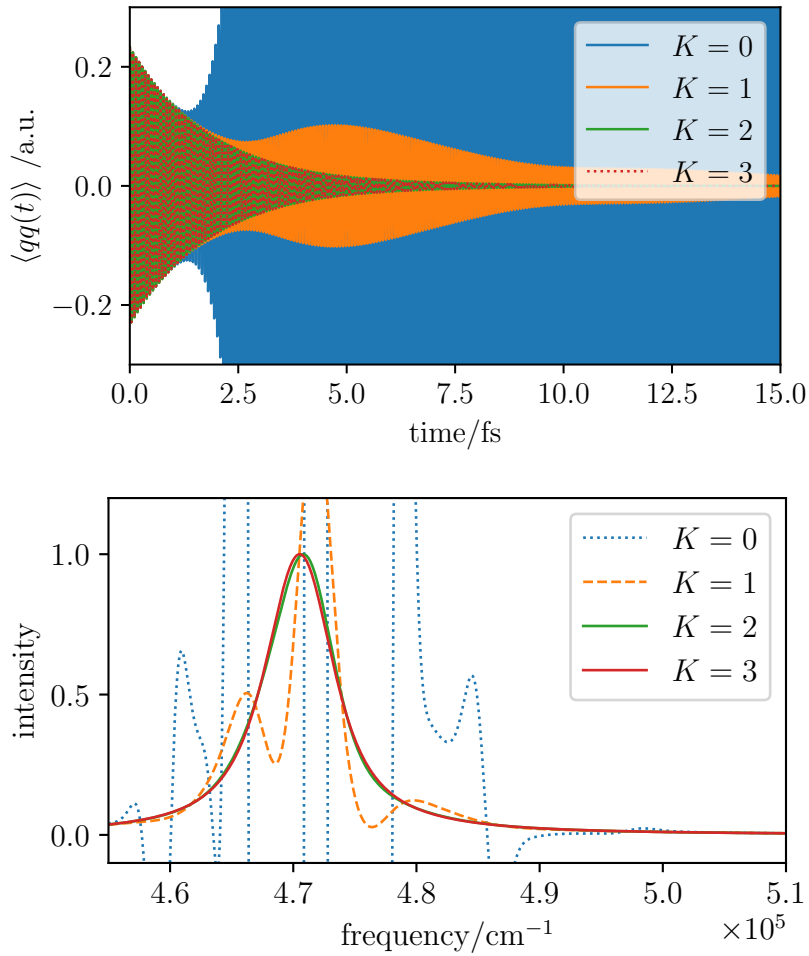 0.2
0.0
−0.2
⟨qq(t)⟩ /a.u.
K = 0
K = 1
K = 2
K = 3
0.0 2.5 5.0 7.5 10.0 12.5 15.0
time/fs
1.0
0.5
0.0
intensity
K = 0
K = 1
K = 2
K = 3
4.6 4.7 4.8 4.9 5.0 5.1
×10⁵
frequency/cm⁻¹